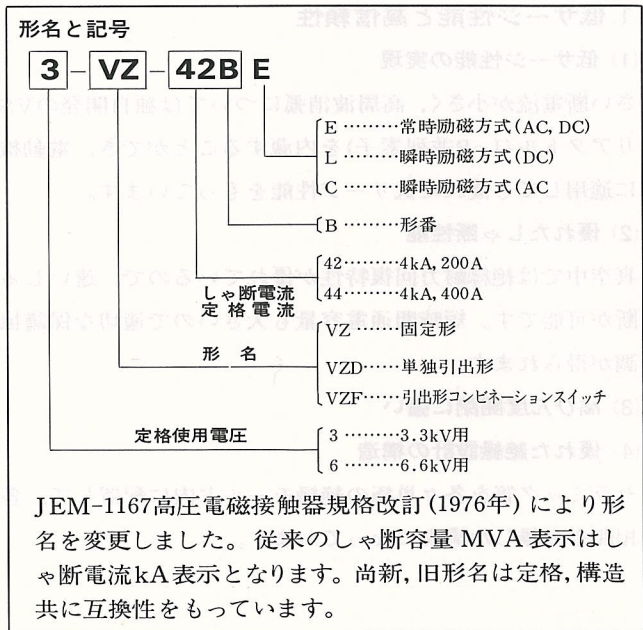 形名と記号
3-VZ-42B E
E………常時励磁方式(AC, DC)
L………瞬時励磁方式(DC)
C………瞬時励磁方式(AC
B………形番
42………4kA, 200A
44………4kA, 400A
しゃ断電流
定格電流
VZ……固定形
形名
VZD……単独引出形
VZF……引出形コンビネーションスイッチ
定格使用電圧
3………3.3kV用
6………6.6kV用
JEM-1167高圧電磁接触器規格改訂(1976年)により形
名を変更しました。従来のしゃ断容量MVA表示はし
ゃ断電流kA表示となります。尚新,旧形名は定格,構造
共に互換性をもっています。